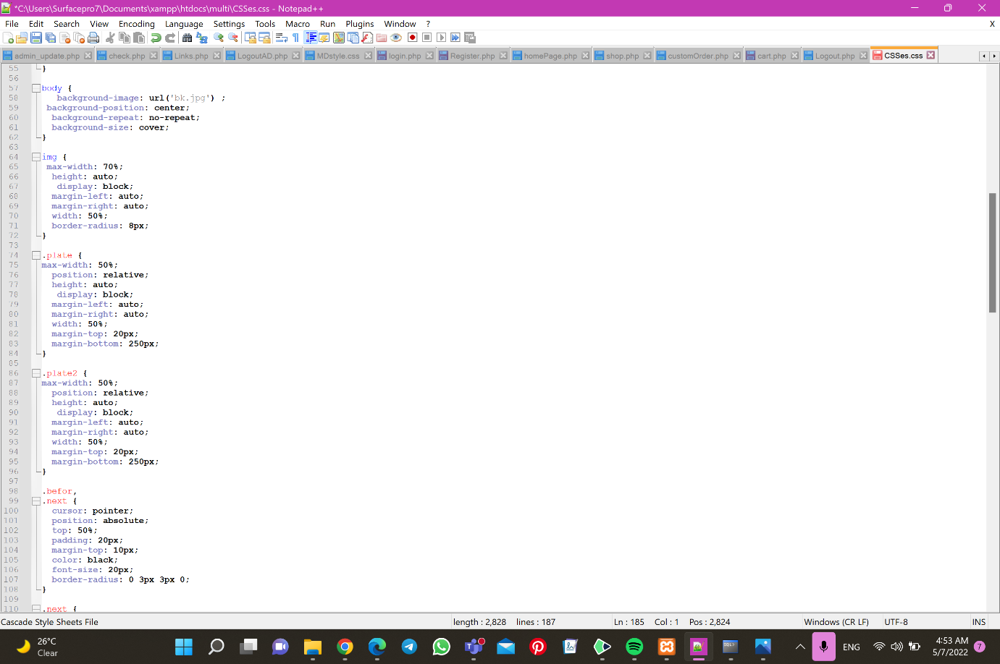 *C:\Users\Surfacepro7\Documents\xampp\htdocs\multi\CSSes.css - Notepad++
File Edit Search View Encoding Language Settings Tools Macro Run Plugins Window ? X
admin_update.php check.php Links.php LogoutAD.php MDstyle.css login.php Register.php homePage.php shop.php customOrder.php cart.php Logout.php CSSes.css
55 }
56
57 body {
58 background-image: url('bk.jpg') ;
59 background-position: center;
60 background-repeat: no-repeat;
61 background-size: cover;
62 }
63
64 img {
65 max-width: 70%;
66 height: auto;
67 display: block;
68 margin-left: auto;
69 margin-right: auto;
70 width: 50%;
71 border-radius: 8px;
72 }
73
74 .plate {
75 max-width: 50%;
76 position: relative;
77 height: auto;
78 display: block;
79 margin-left: auto;
80 margin-right: auto;
81 width: 50%;
82 margin-top: 20px;
83 margin-bottom: 250px;
84 }
85
86 .plate2 {
87 max-width: 50%;
88 position: relative;
89 height: auto;
90 display: block;
91 margin-left: auto;
92 margin-right: auto;
93 width: 50%;
94 margin-top: 20px;
95 margin-bottom: 250px;
96 }
97
98 .befor,
99 .next {
100 cursor: pointer;
101 position: absolute;
102 top: 50%;
103 padding: 20px;
104 margin-top: 10px;
105 color: black;
106 font-size: 20px;
107 border-radius: 0 3px 3px 0;
108 }
109
110 .next {
Cascade Style Sheets File length : 2,828 lines : 187 Ln : 185 Col : 1 Pos : 2,824 Windows (CR LF) UTF-8 INS
26°C
Clear
ENG
4:53 AM
5/7/2022
7